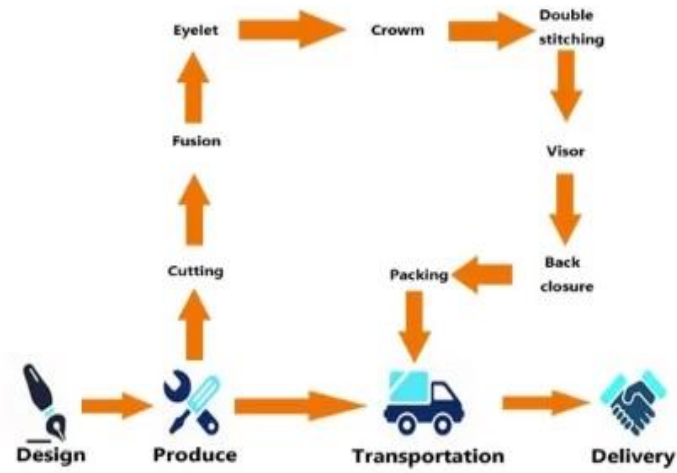 Double
stitching
Eyelet
Crowm
Fusion
Visor
Cutting
Packing
Back
closure
Design
Produce
Transportation
Delivery